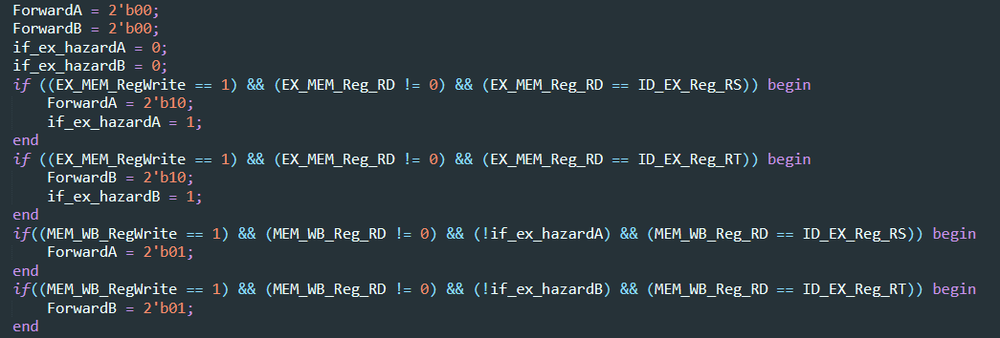 ForwardA = 2'b00;
ForwardB = 2'b00;
if_ex_hazardA = 0;
if_ex_hazardB = 0;
if ((EX_MEM_RegWrite == 1) && (EX_MEM_Reg_RD != 0) && (EX_MEM_Reg_RD == ID_EX_Reg_RS)) begin
    ForwardA = 2'b10;
    if_ex_hazardA = 1;
end
if ((EX_MEM_RegWrite == 1) && (EX_MEM_Reg_RD != 0) && (EX_MEM_Reg_RD == ID_EX_Reg_RT)) begin
    ForwardB = 2'b10;
    if_ex_hazardB = 1;
end
if((MEM_WB_RegWrite == 1) && (MEM_WB_Reg_RD != 0) && (!if_ex_hazardA) && (MEM_WB_Reg_RD == ID_EX_Reg_RS)) begin
    ForwardA = 2'b01;
end
if((MEM_WB_RegWrite == 1) && (MEM_WB_Reg_RD != 0) && (!if_ex_hazardB) && (MEM_WB_Reg_RD == ID_EX_Reg_RT)) begin
    ForwardB = 2'b01;
end